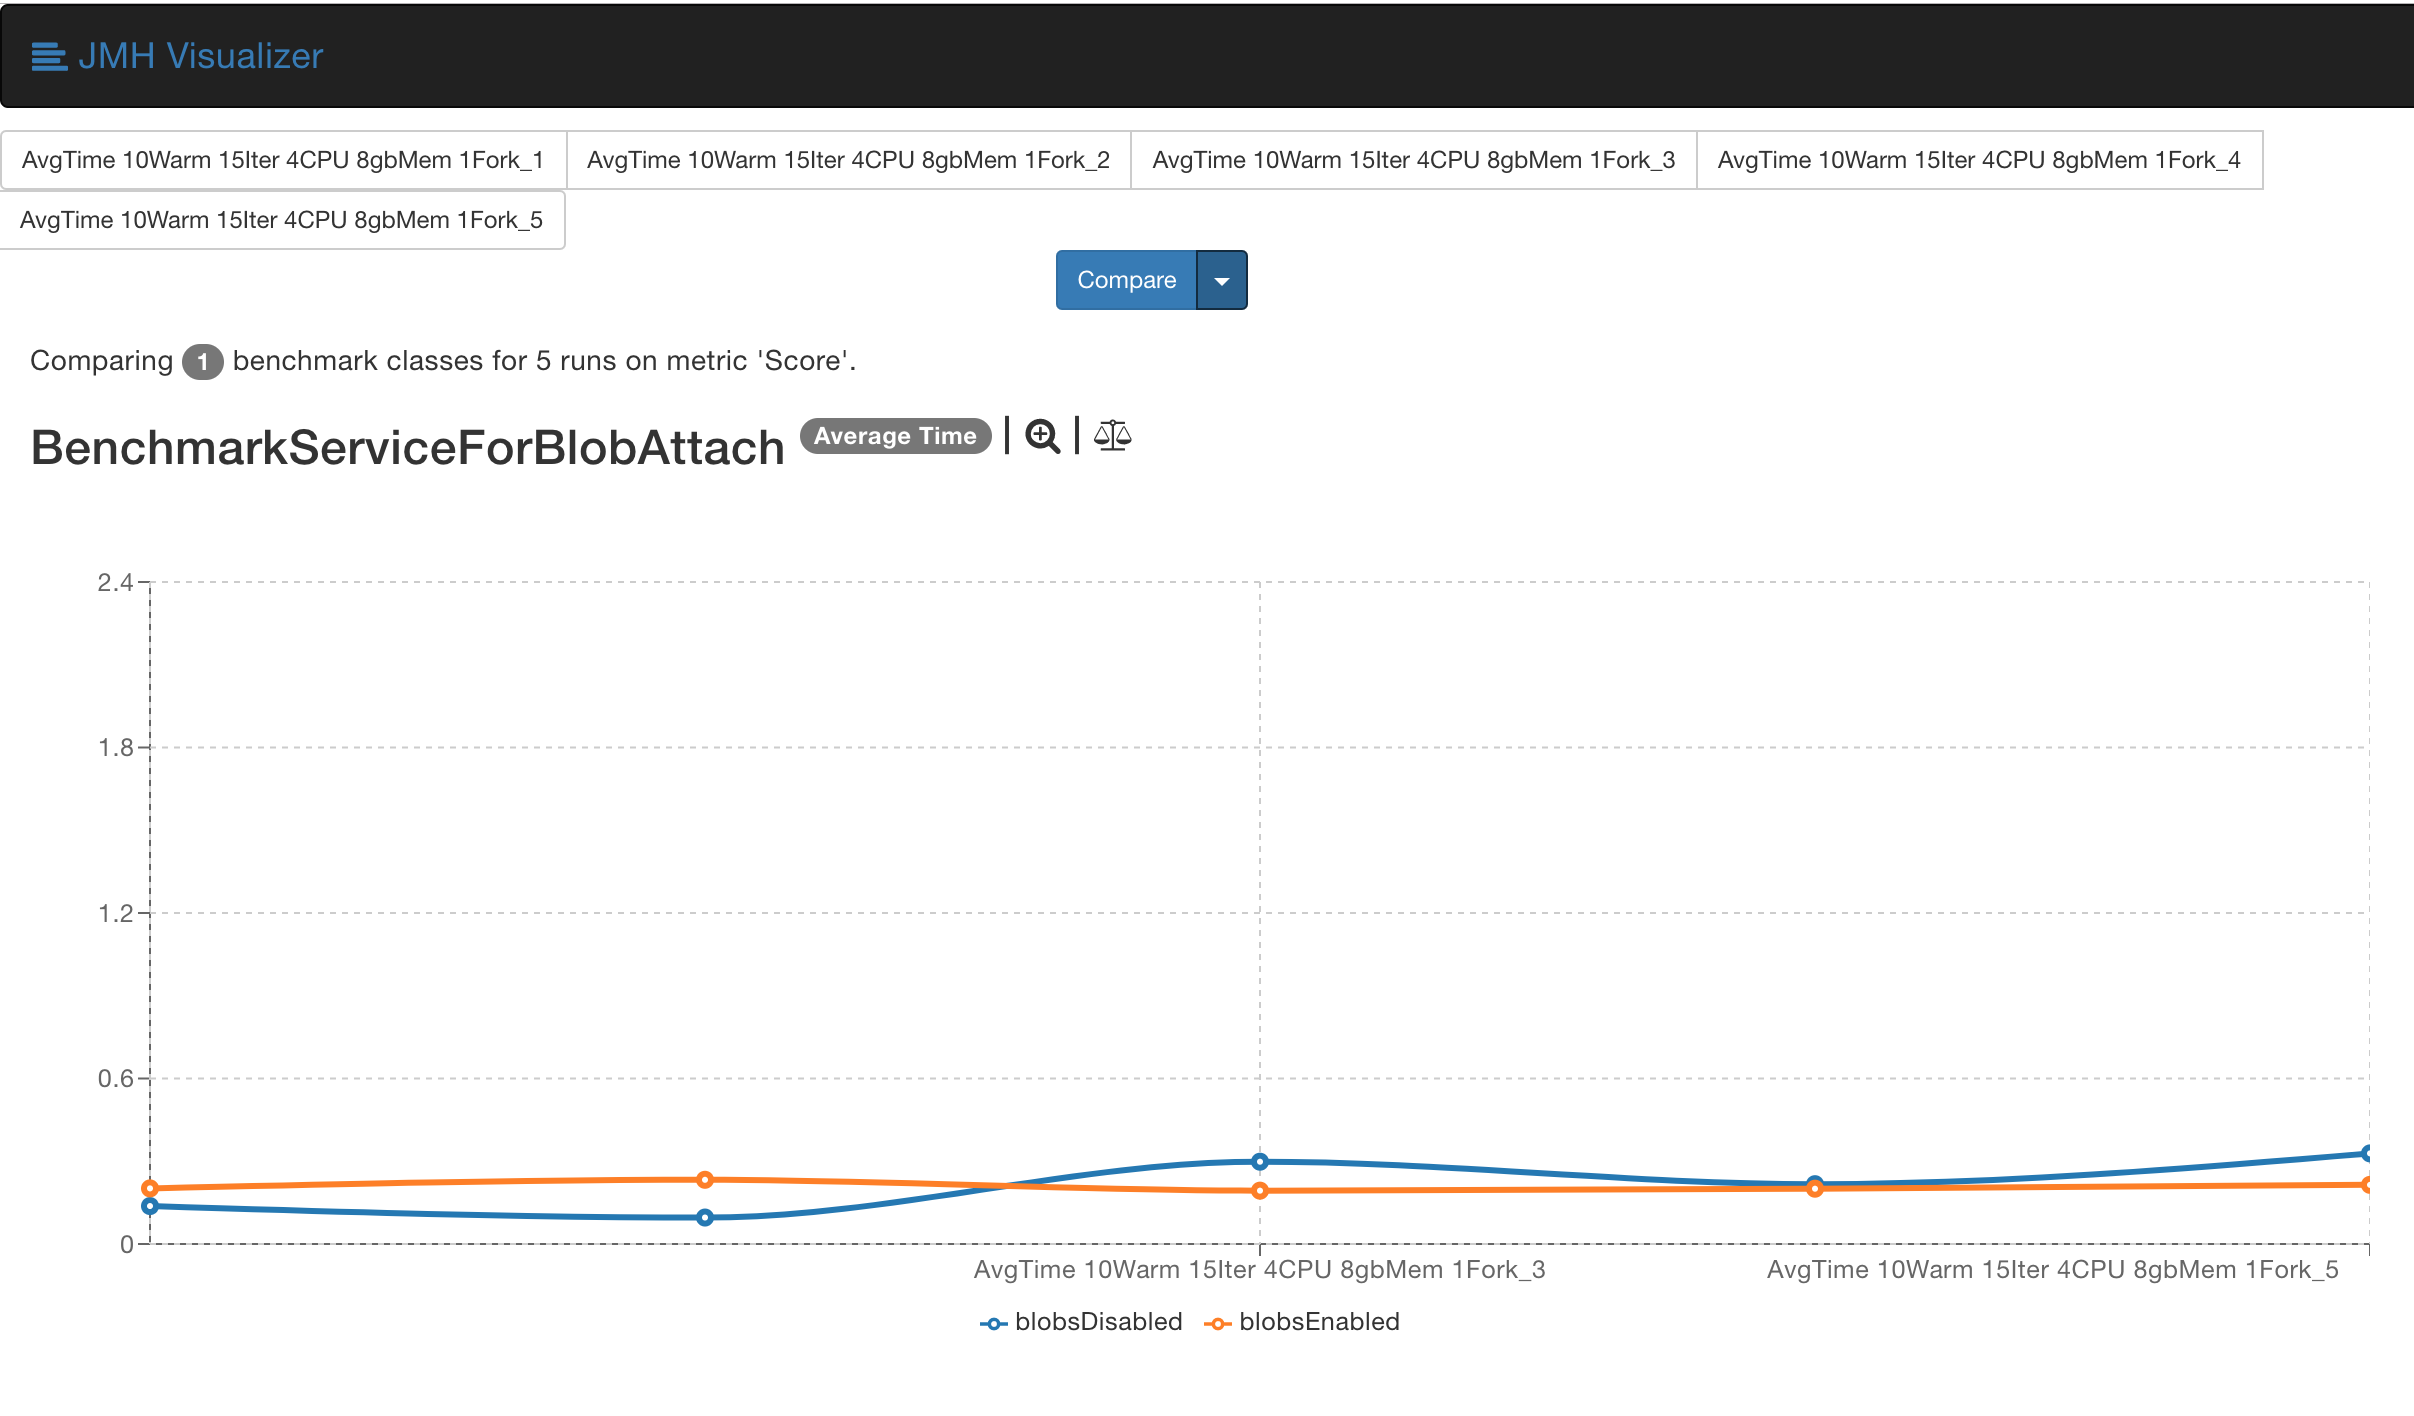 JMH Visualizer
AvgTime 10Warm 15Iter 4CPU 8gbMem 1Fork_1
AvgTime 10Warm 15Iter 4CPU 8gbMem 1Fork_2
AvgTime 10Warm 15Iter 4CPU 8gbMem 1Fork_3
AvgTime 10Warm 15Iter 4CPU 8gbMem 1Fork_4
AvgTime 10Warm 15Iter 4CPU 8gbMem 1Fork_5
Compare
Comparing 1 benchmark classes for 5 runs on metric 'Score'.
BenchmarkServiceForBlobAttach Average Time
2.4
1.8
1.2
0.6
0
AvgTime 10Warm 15Iter 4CPU 8gbMem 1Fork_3
AvgTime 10Warm 15Iter 4CPU 8gbMem 1Fork_5
blobsDisabled
blobsEnabled